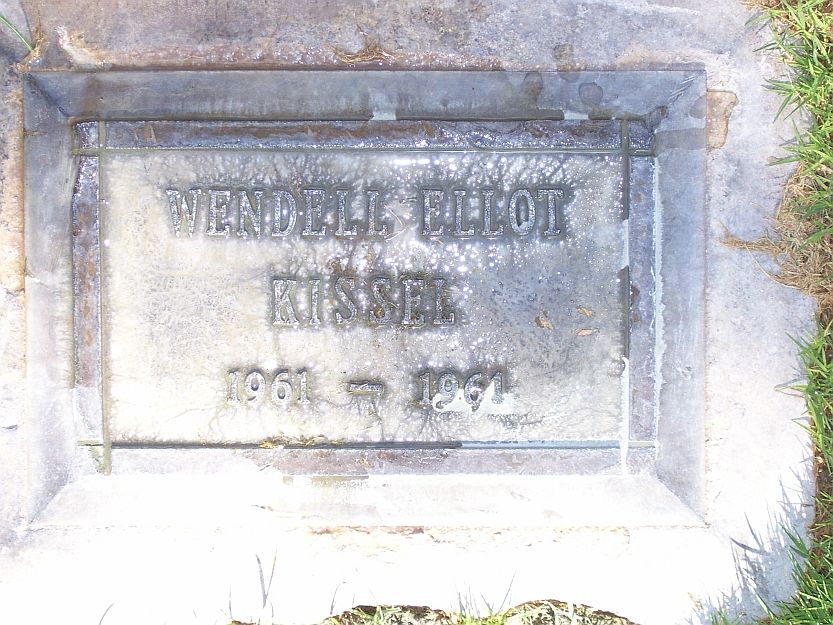 WENDELL ELLOT
KISSEL
1961 – 1961